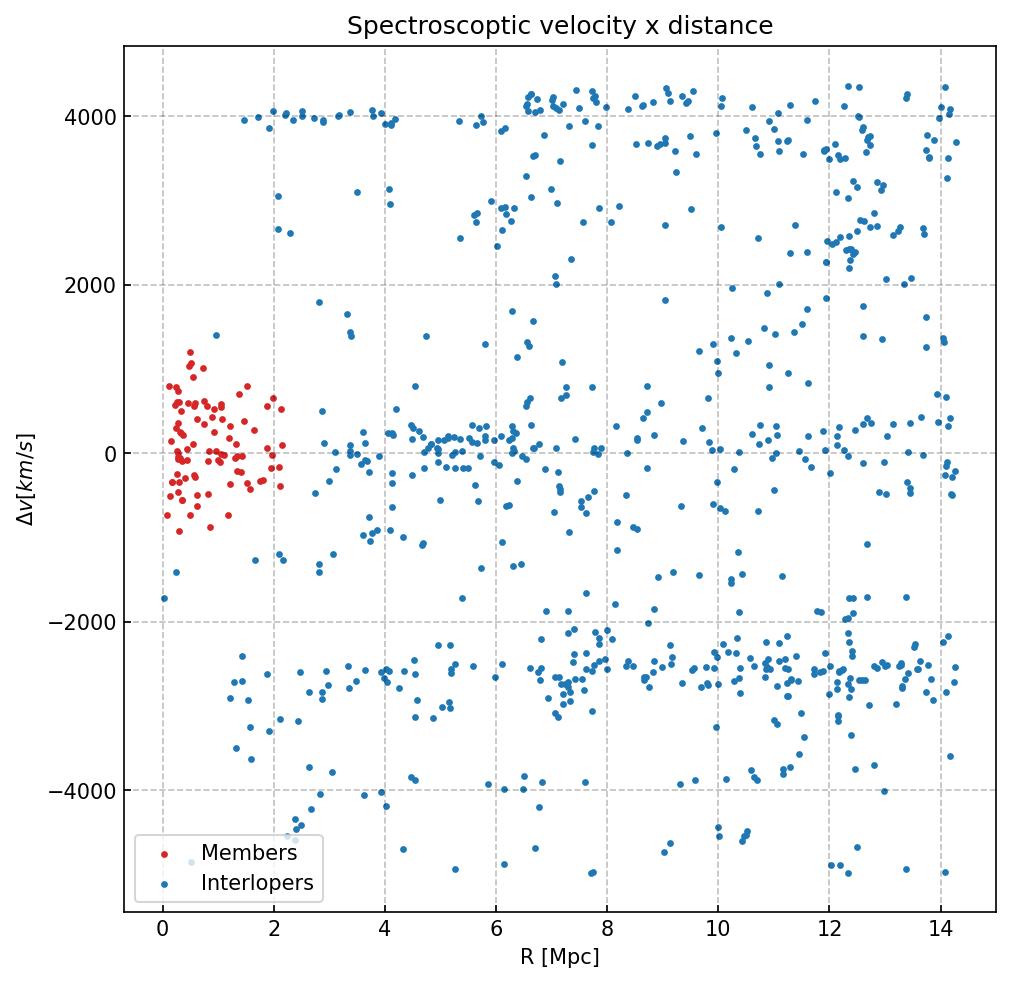 Spectroscoptic velocity x distance
4000
2000
0
−2000
−4000
Δv[km/s]
Members
Interlopers
0 2 4 6 8 10 12 14
R [Mpc]